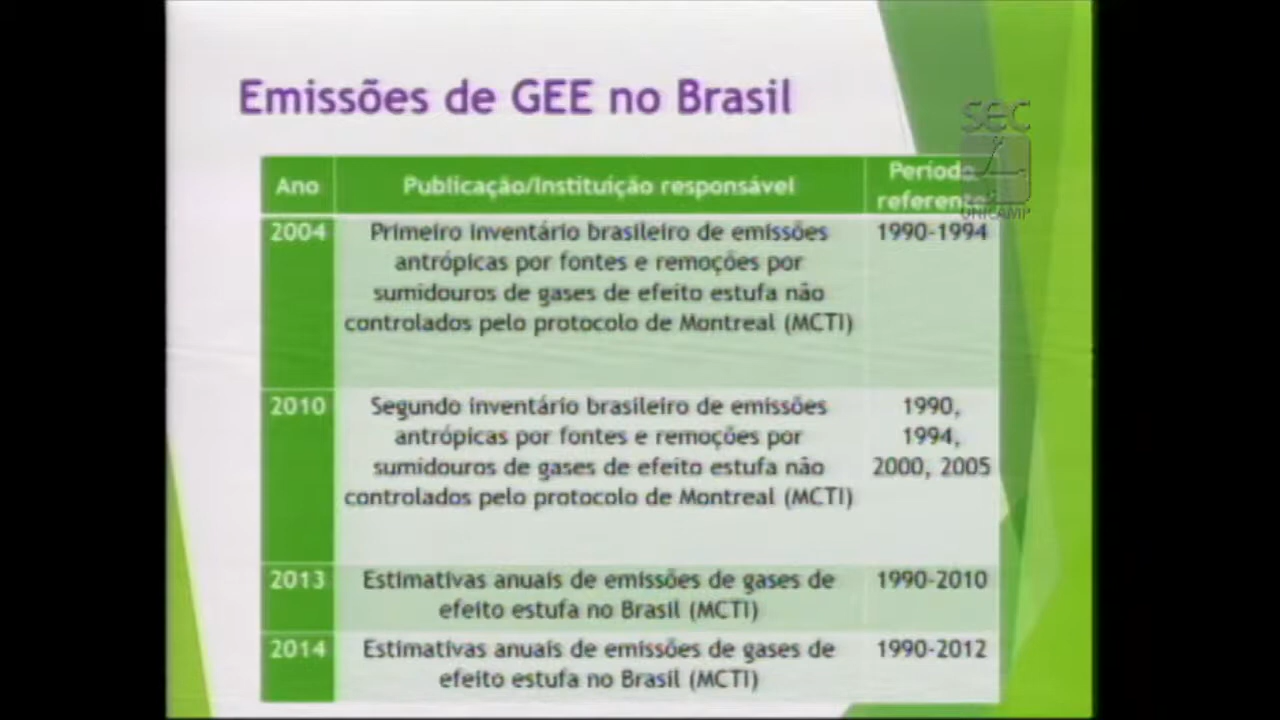 Emissões de GEE no Brasil
sec
UNICAMP
Ano
Publicação/Instituição responsável
Período
2004
Primeiro inventário brasileiro de emissões
antrópicas por fontes e remoções por
sumidouros de gases de efeito estufa não
controlados pelo protocolo de Montreal (MCTI)
1990-1994
2010
Segundo inventário brasileiro de emissões
antrópicas por fontes e remoções por
sumidouros de gases de efeito estufa não
controlados pelo protocolo de Montreal (MCTI)
1990,
1994,
2000, 2005
2013
Estimativas anuais de emissões de gases de
efeito estufa no Brasil (MCTI)
1990-2010
2014
Estimativas anuais de emissões de gases de
efeito estufa no Brasil (MCTI)
1990-2012